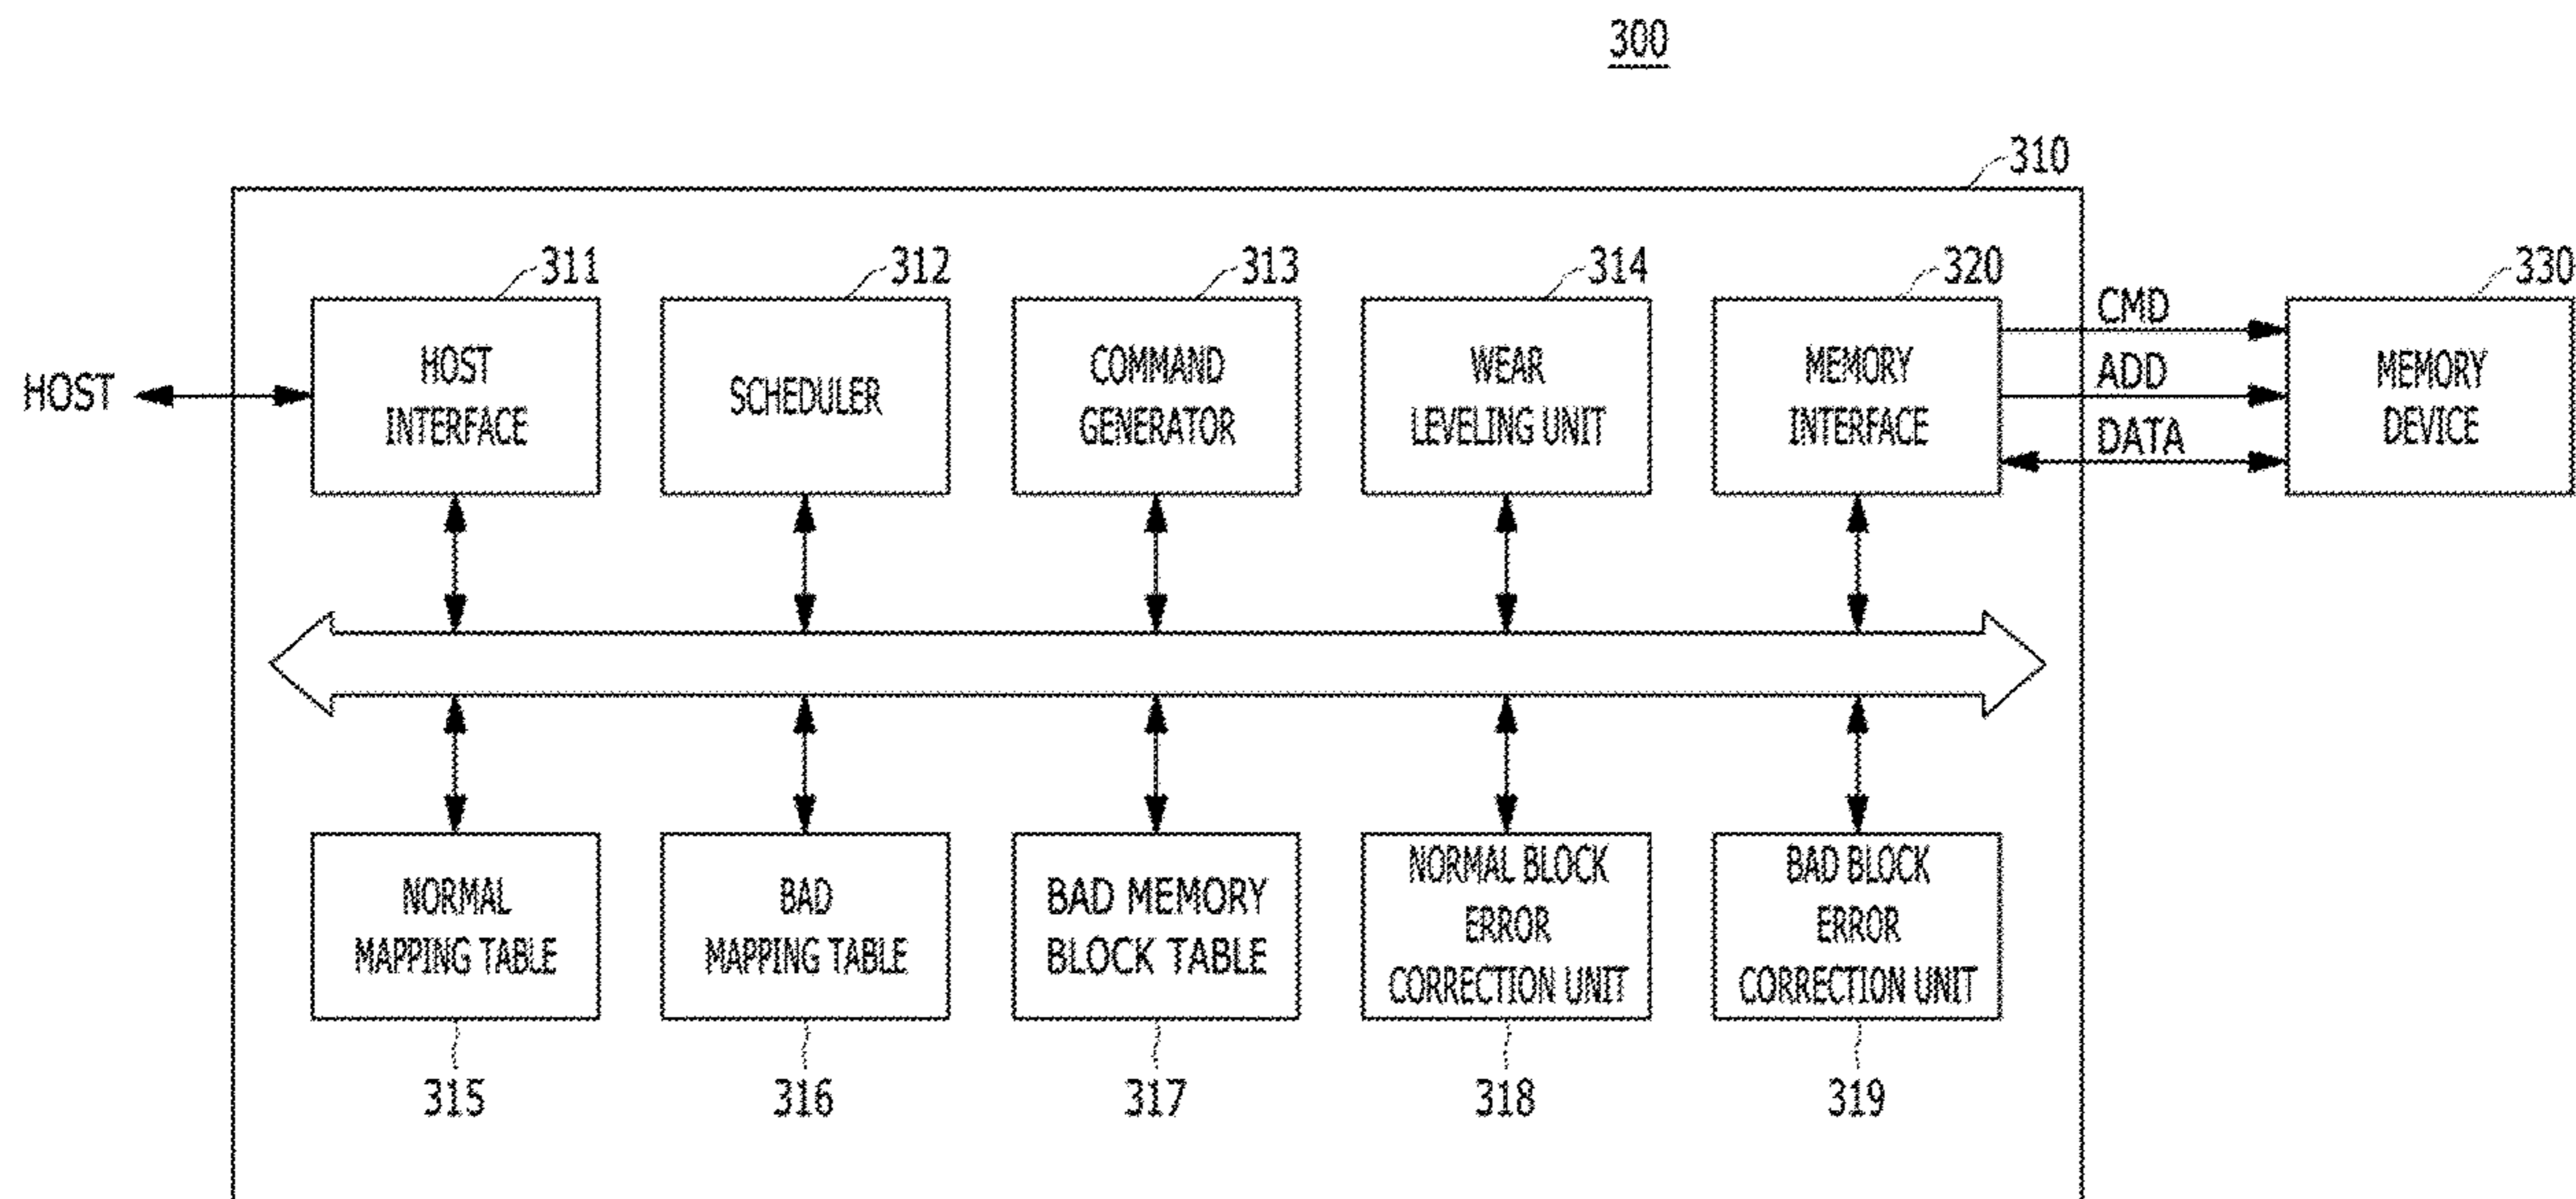 300
310
311
312
313
314
320
330
HOST
HOST
INTERFACE
SCHEDULER
COMMAND
GENERATOR
WEAR
LEVELING UNIT
MEMORY
INTERFACE
CMD
ADD
DATA
MEMORY
DEVICE
NORMAL
MAPPING TABLE
BAD
MAPPING TABLE
BAD MEMORY
BLOCK TABLE
NORMAL BLOCK
ERROR
CORRECTION UNIT
BAD BLOCK
ERROR
CORRECTION UNIT
315
316
317
318
319